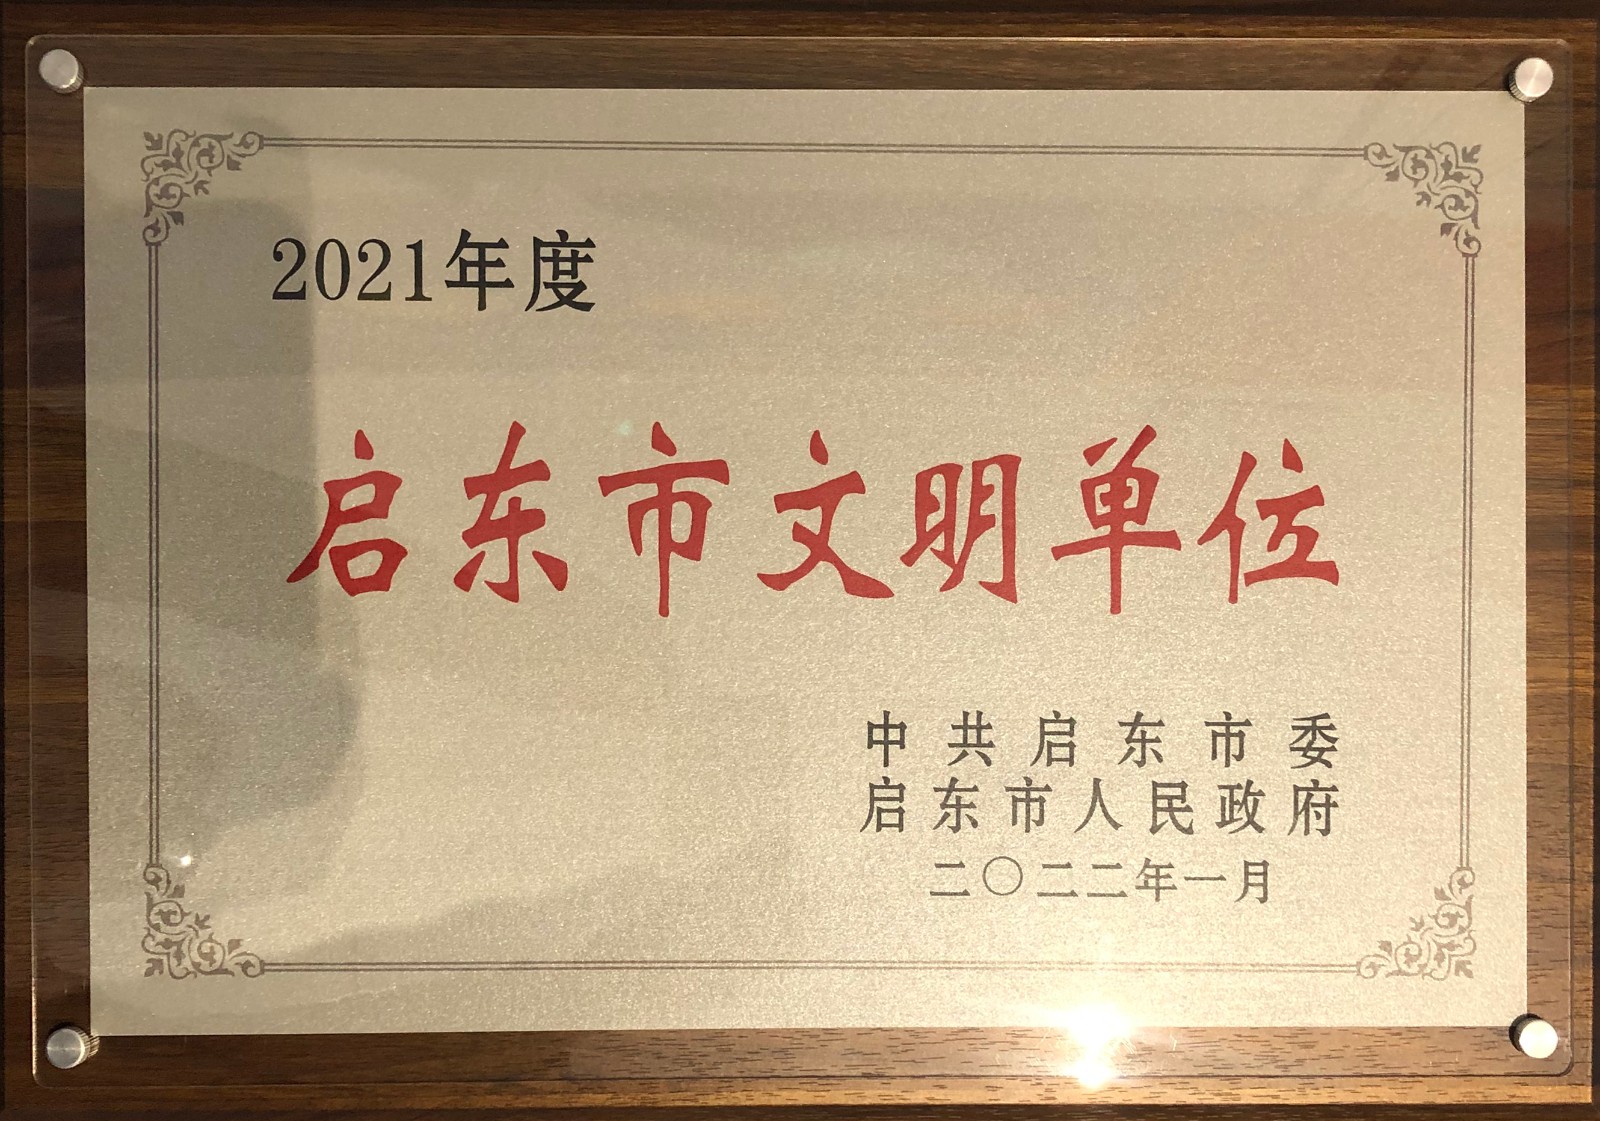 2021年度
启东市文明单位
中共启东市委
启东市人民政府
二〇二二年一月